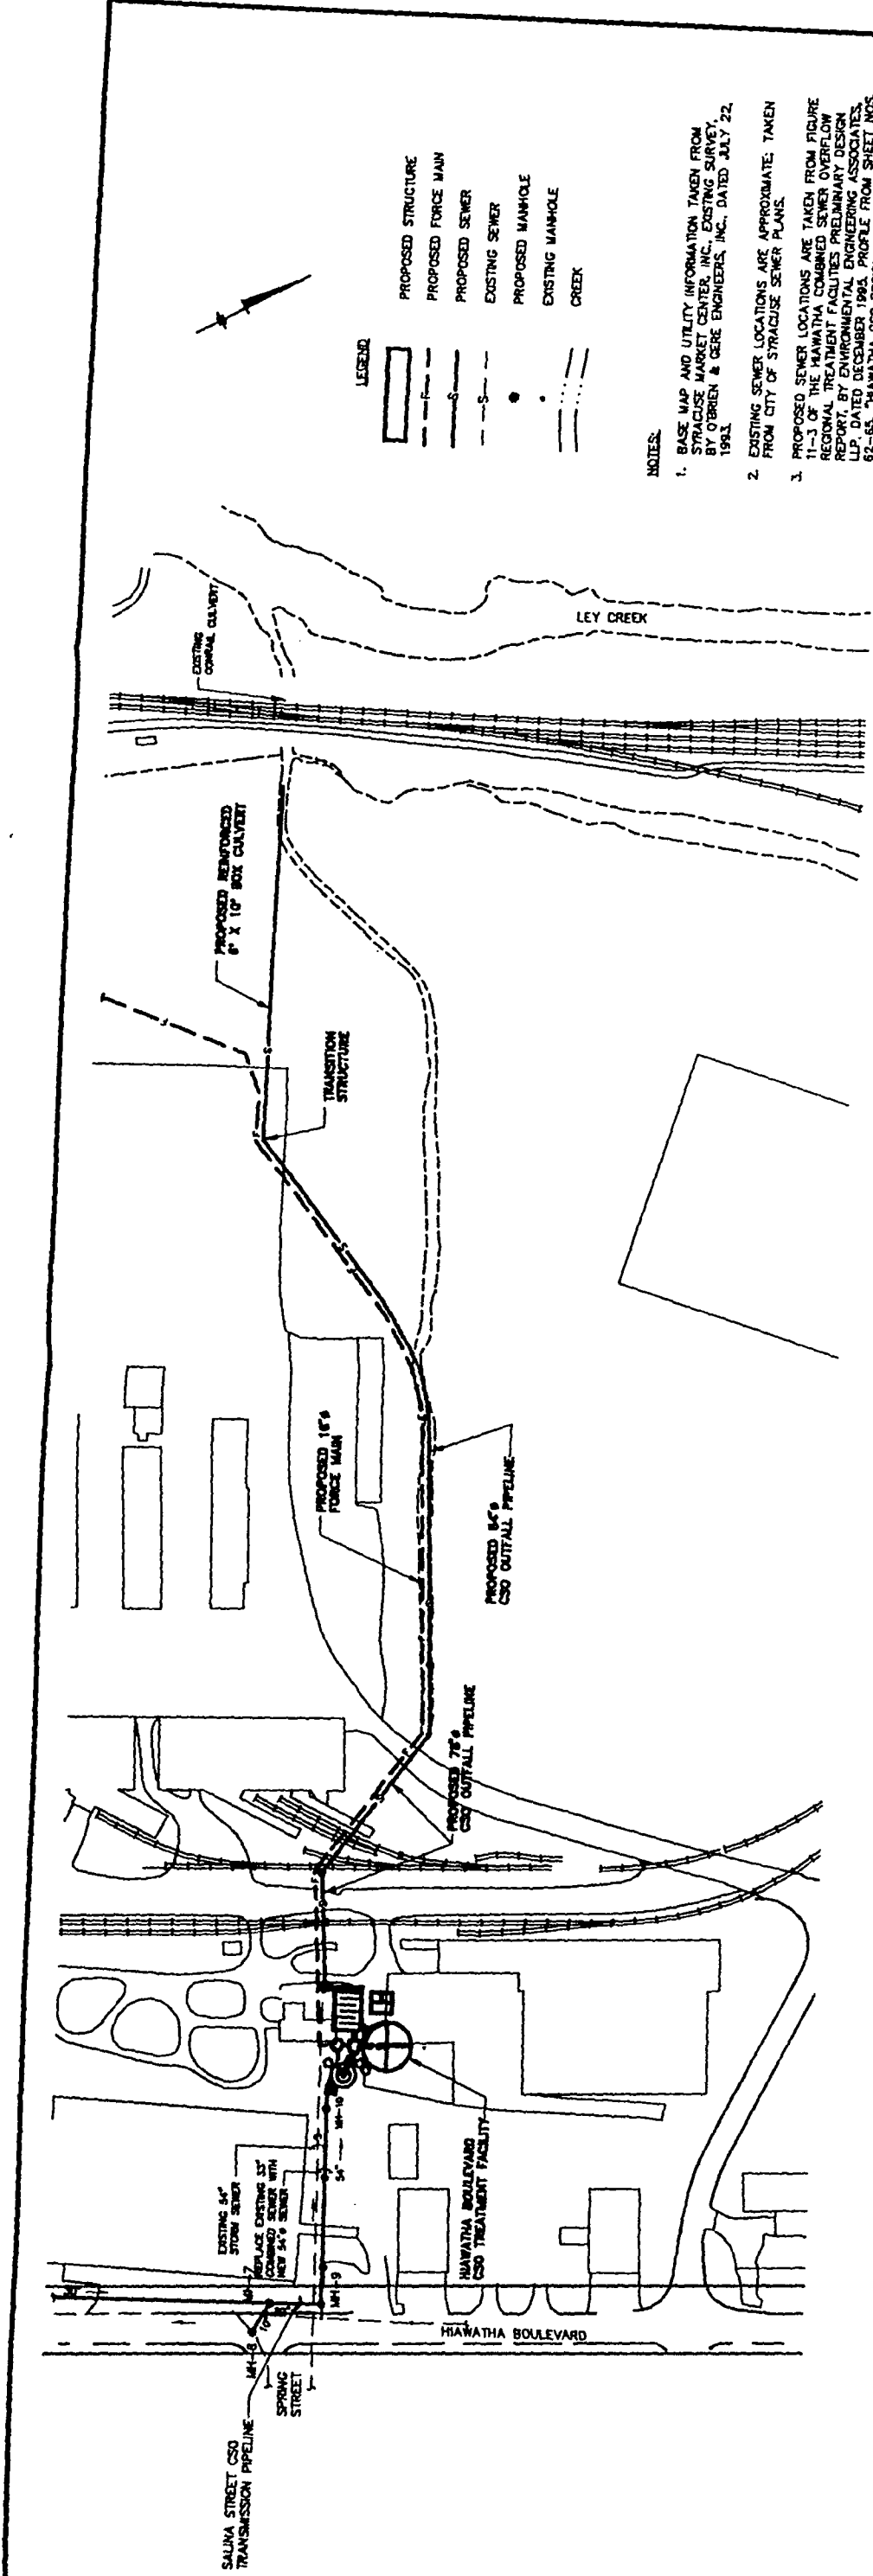 LEGEND
PROPOSED STRUCTURE
PROPOSED FORCE MAIN
PROPOSED SEWER
EXISTING SEWER
PROPOSED MANHOLE
EXISTING MANHOLE
CREEK
NOTES:
1. BASE MAP AND UTILITY INFORMATION TAKEN FROM
SYRACUSE MARKET CENTER, INC., EXISTING SURVEY,
BY O'BRIEN & GERE ENGINEERS, INC., DATED JULY 22,
1993.
2. EXISTING SEWER LOCATIONS ARE APPROXIMATE; TAKEN
FROM CITY OF SYRACUSE SEWER PLANS.
3. PROPOSED SEWER LOCATIONS ARE TAKEN FROM FIGURE
11-3 OF THE HIAWATHA COMBINED SEWER OVERFLOW
REGIONAL TREATMENT FACILITIES PRELIMINARY DESIGN
REPORT, BY ENVIRONMENTAL ENGINEERING ASSOCIATES,
LLP, DATED DECEMBER 1995. PROFILE FROM SHEET NOS.
62-65, "HIAWATHA
LEY CREEK
EXISTING
CONRAIL CULVERT
PROPOSED REINFORCED
X 10" BOX CULVERT
TRANSITION
STRUCTURE
PROPOSED
FORCE MAIN
PROPOSED
CSO OUTFALL PIPELINE
PROPOSED
CSO OUTFALL PIPELINE
EXISTING 54"
STORM SEWER
REPLACE EXISTING 33"
COMBINED SEWER WITH
NEW 54"ø SEWER
54"
MH-10
MH-7
MH-9
MH-8
HIAWATHA BOULEVARD
CSO TREATMENT FACILITY
HIAWATHA BOULEVARD
SPRING
STREET
SALINA STREET CSO
TRANSMISSION PIPELINE